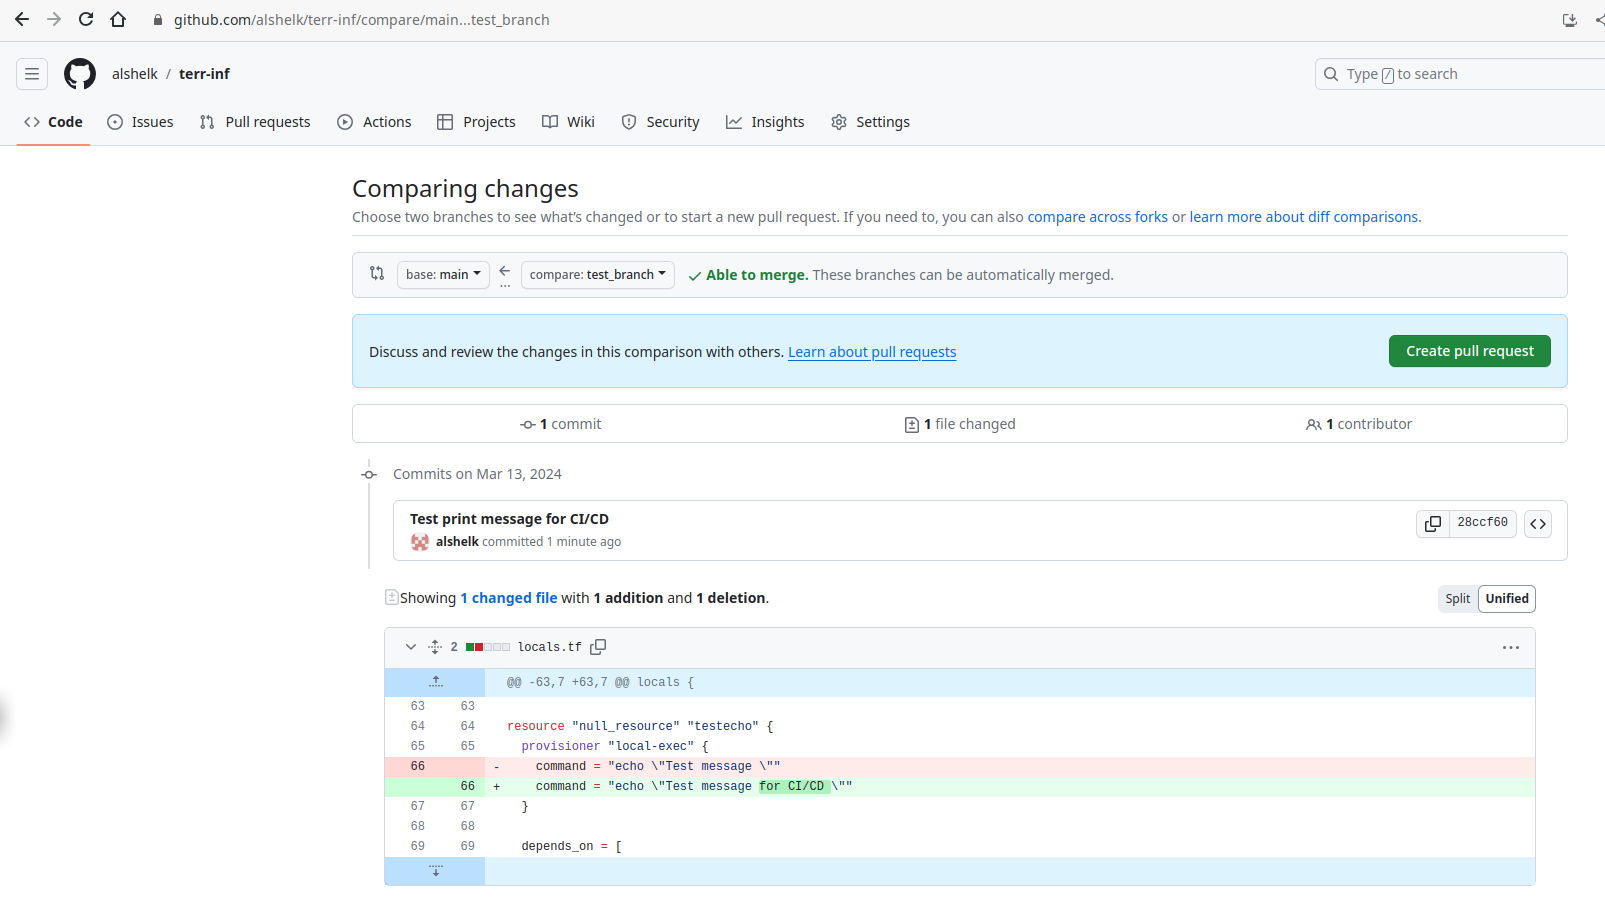 github.com/alshelk/terr-inf/compare/main...test_branch
alshelk / terr-inf
Type / to search
Code Issues Pull requests Actions Projects Wiki Security Insights Settings
Comparing changes
Choose two branches to see what's changed or to start a new pull request. If you need to, you can also compare across forks or learn more about diff comparisons.
base: main ... compare: test_branch Able to merge. These branches can be automatically merged.
Discuss and review the changes in this comparison with others. Learn about pull requests Create pull request
1 commit 1 file changed 1 contributor
Commits on Mar 13, 2024
Test print message for CI/CD
28ccf60
alshelk committed 1 minute ago
Showing 1 changed file with 1 addition and 1 deletion.
Split Unified
2 locals.tf
@@ -63,7 +63,7 @@ locals {
63 63
64 64 resource "null_resource" "testecho" {
65 65 provisioner "local-exec" {
66 - command = "echo \"Test message \""
66 + command = "echo \"Test message for CI/CD \""
67 67 }
68 68
69 69 depends_on = [